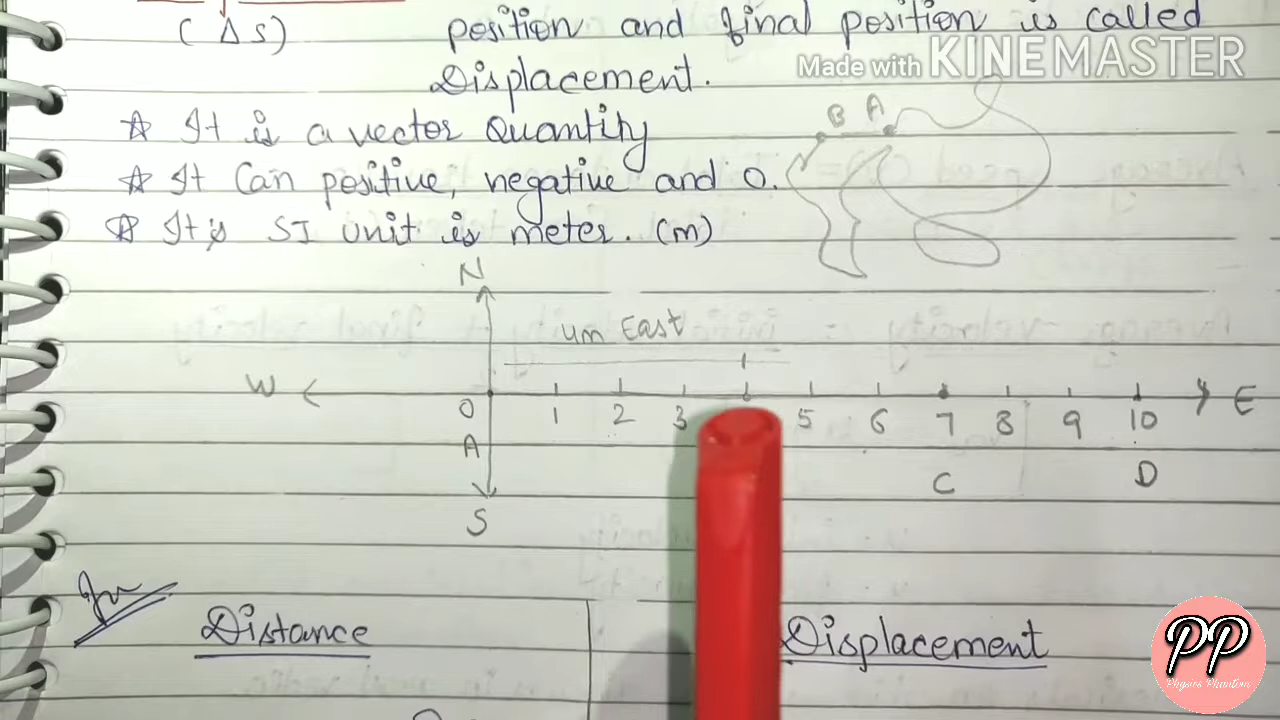 (Δs)
position and final position is called
Displacement.
Made with KINEMASTER
☆ It is a vector Quantity
B A
☆ It Can positive, negative and 0.
☆ It's SI unit is meter. (m)
N
4m East
W E
0 1 2 3 5 6 7 8 9 10
A
C D
S
Distance Displacement
PP
Physics Phantom